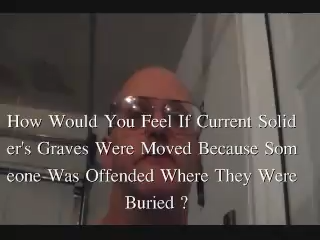 How Would You Feel If Current Solid
er's Graves Were Moved Because Som
eone Was Offended Where They Were
Buried ?